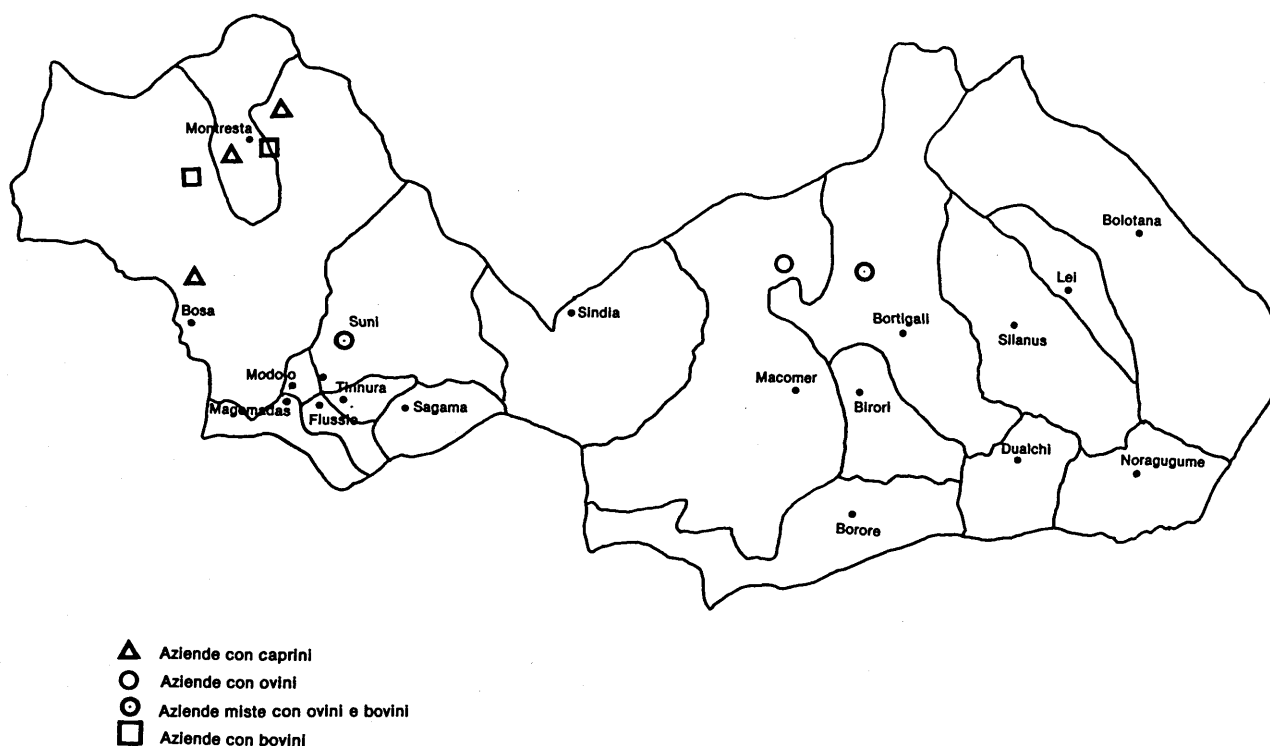 Montresta
Bolotana
Lei
Bosa
Suni
Sindia
Bortigali
Silanus
Modolo
Tinnura
Macomer
Birori
Magomadas
Flussio
Sagama
Dualchi
Noragugume
Borore
Aziende con caprini
Aziende con ovini
Aziende miste con ovini e bovini
Aziende con bovini